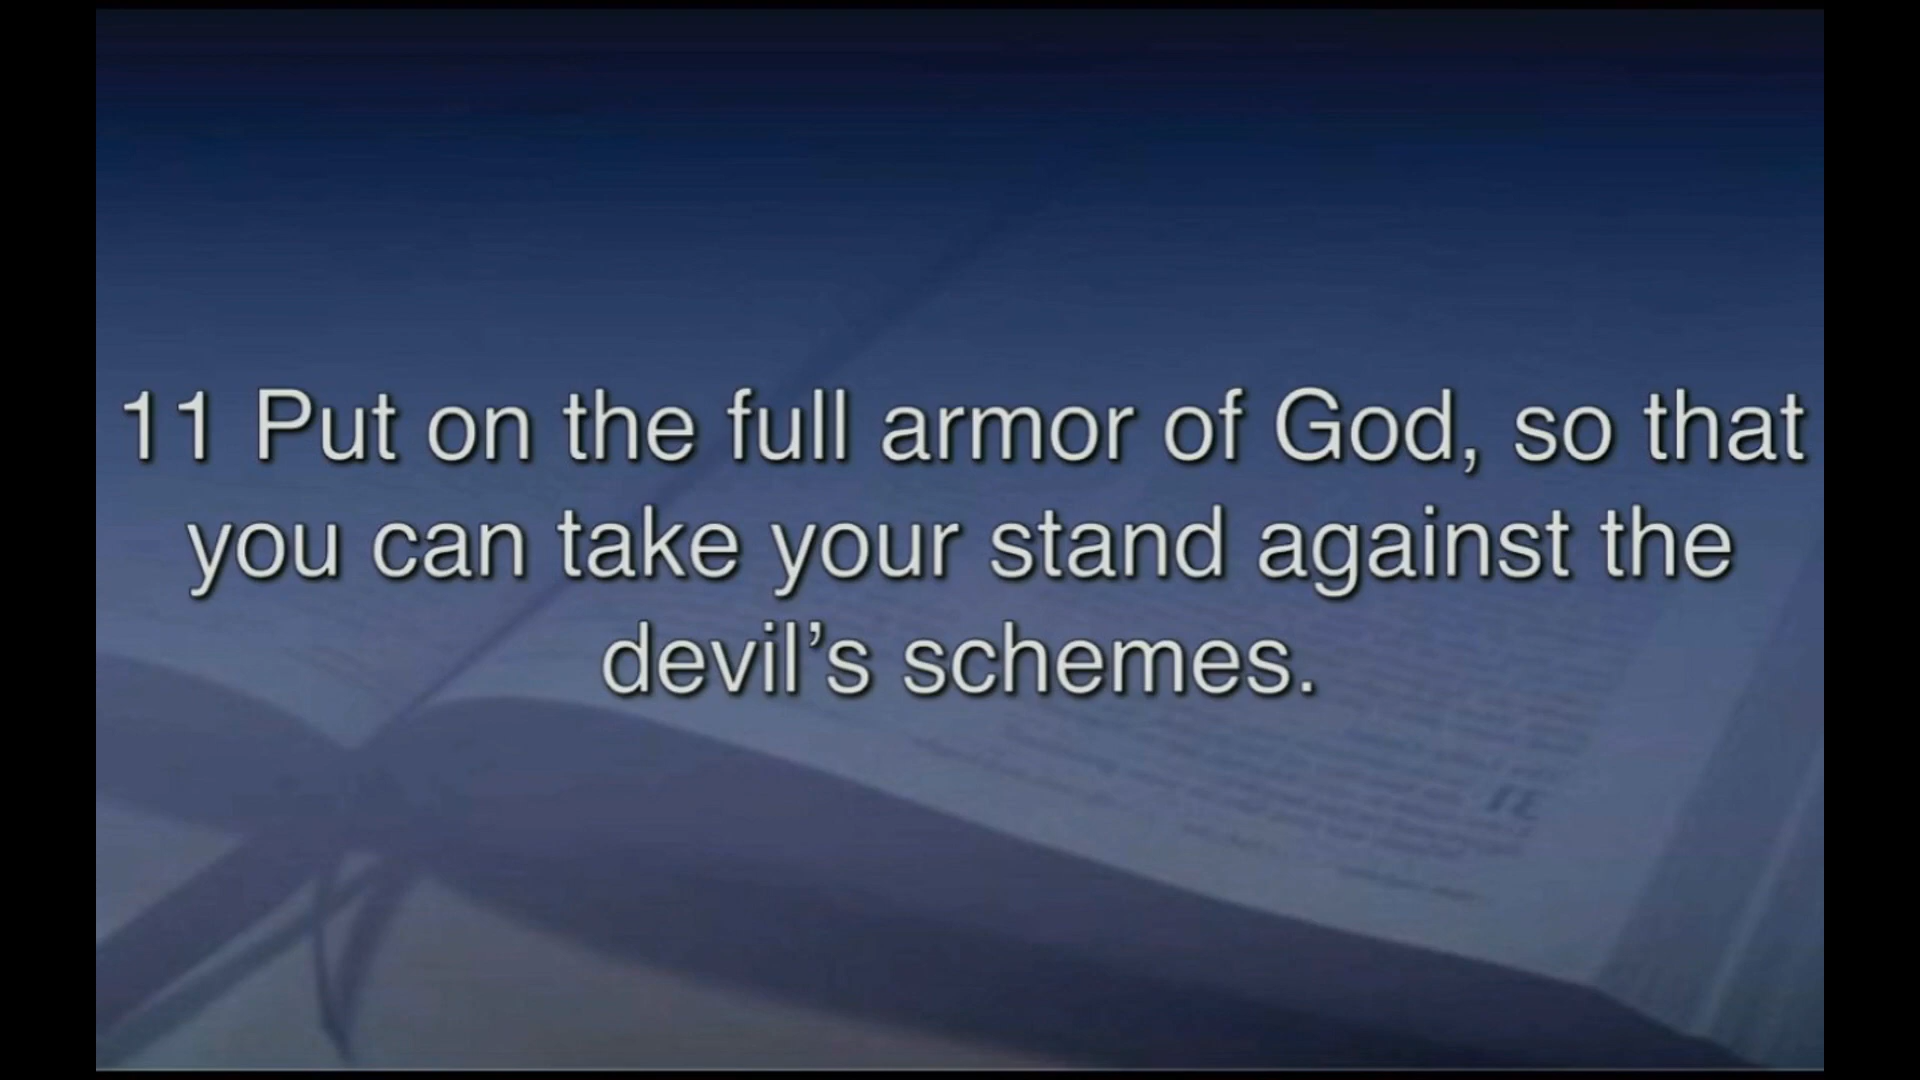 11 Put on the full armor of God, so that
you can take your stand against the
devil’s schemes.